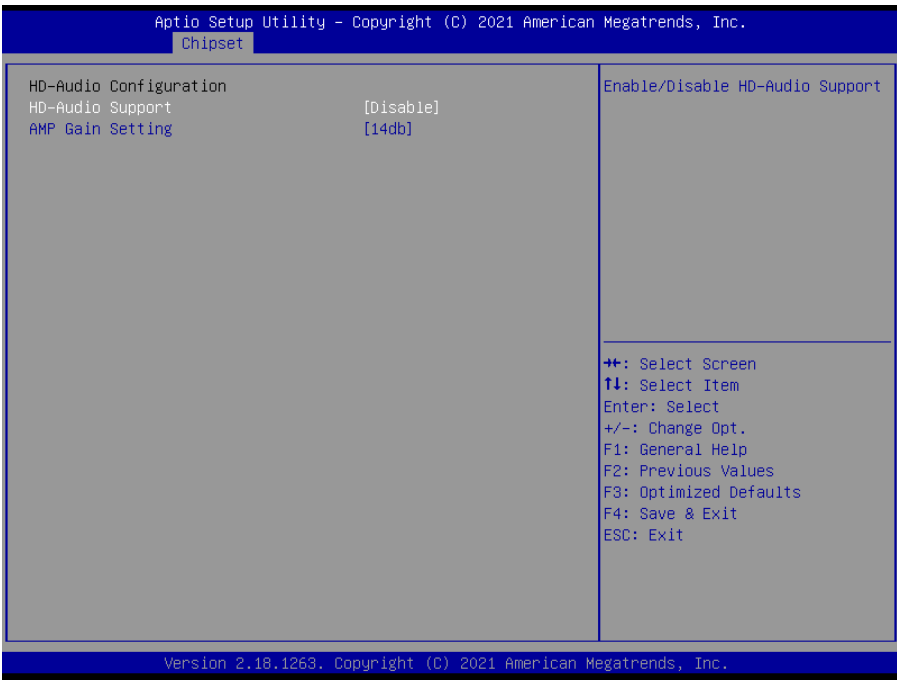 Aptio Setup Utility – Copyright (C) 2021 American Megatrends, Inc.
Chipset
HD-Audio Configuration
HD-Audio Support [Disable]
AMP Gain Setting [14db]
Enable/Disable HD-Audio Support
→←: Select Screen
↑↓: Select Item
Enter: Select
+/-: Change Opt.
F1: General Help
F2: Previous Values
F3: Optimized Defaults
F4: Save & Exit
ESC: Exit
Version 2.18.1263. Copyright (C) 2021 American Megatrends, Inc.